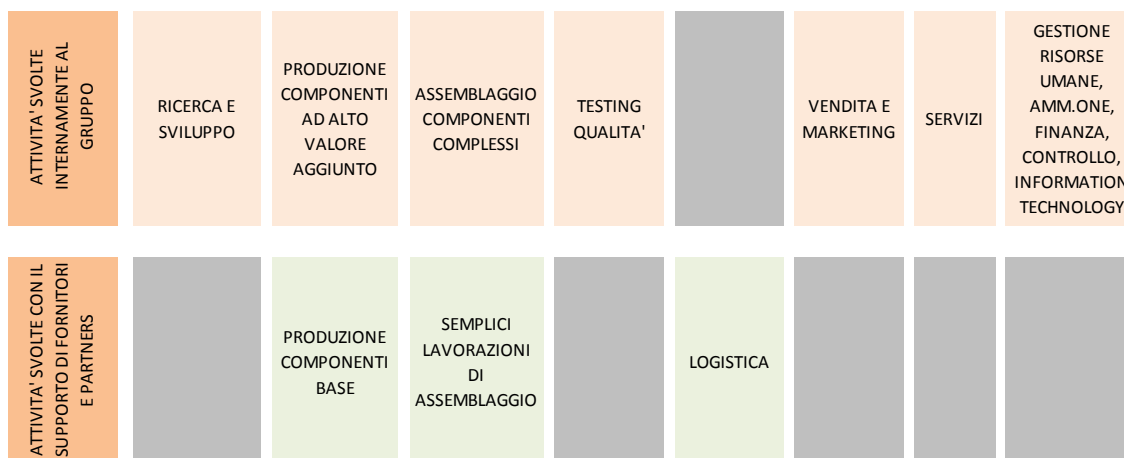 ATTIVITA' SVOLTE
INTERNAMENTE AL
GRUPPO
RICERCA E
SVILUPPO
PRODUZIONE
COMPONENTI
AD ALTO
VALORE
AGGIUNTO
ASSEMBLAGGIO
COMPONENTI
COMPLESSI
TESTING
QUALITA'
VENDITA E
MARKETING
SERVIZI
GESTIONE
RISORSE
UMANE,
AMM.ONE,
FINANZA,
CONTROLLO,
INFORMATION
TECHNOLOGY
ATTIVITA' SVOLTE CON IL
SUPPORTO DI FORNITORI
E PARTNERS
PRODUZIONE
COMPONENTI
BASE
SEMPLICI
LAVORAZIONI
DI
ASSEMBLAGGIO
LOGISTICA